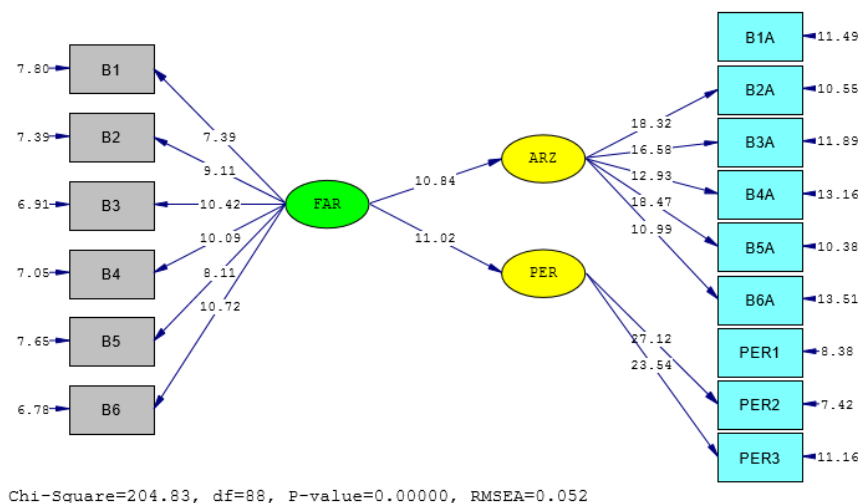 B1A
11.49
7.80
B1
B2A
10.55
18.32
7.39
B2
7.39
B3A
11.89
16.58
9.11
ARZ
10.84
12.93
B4A
13.16
6.91
B3
10.42
FAR
18.47
10.09
11.02
10.99
B5A
10.38
7.05
B4
8.11
PER
B6A
13.51
10.72
7.65
B5
27.12
PER1
8.38
23.54
6.78
B6
PER2
7.42
PER3
11.16
Chi-Square=204.83, df=88, P-value=0.00000, RMSEA=0.052